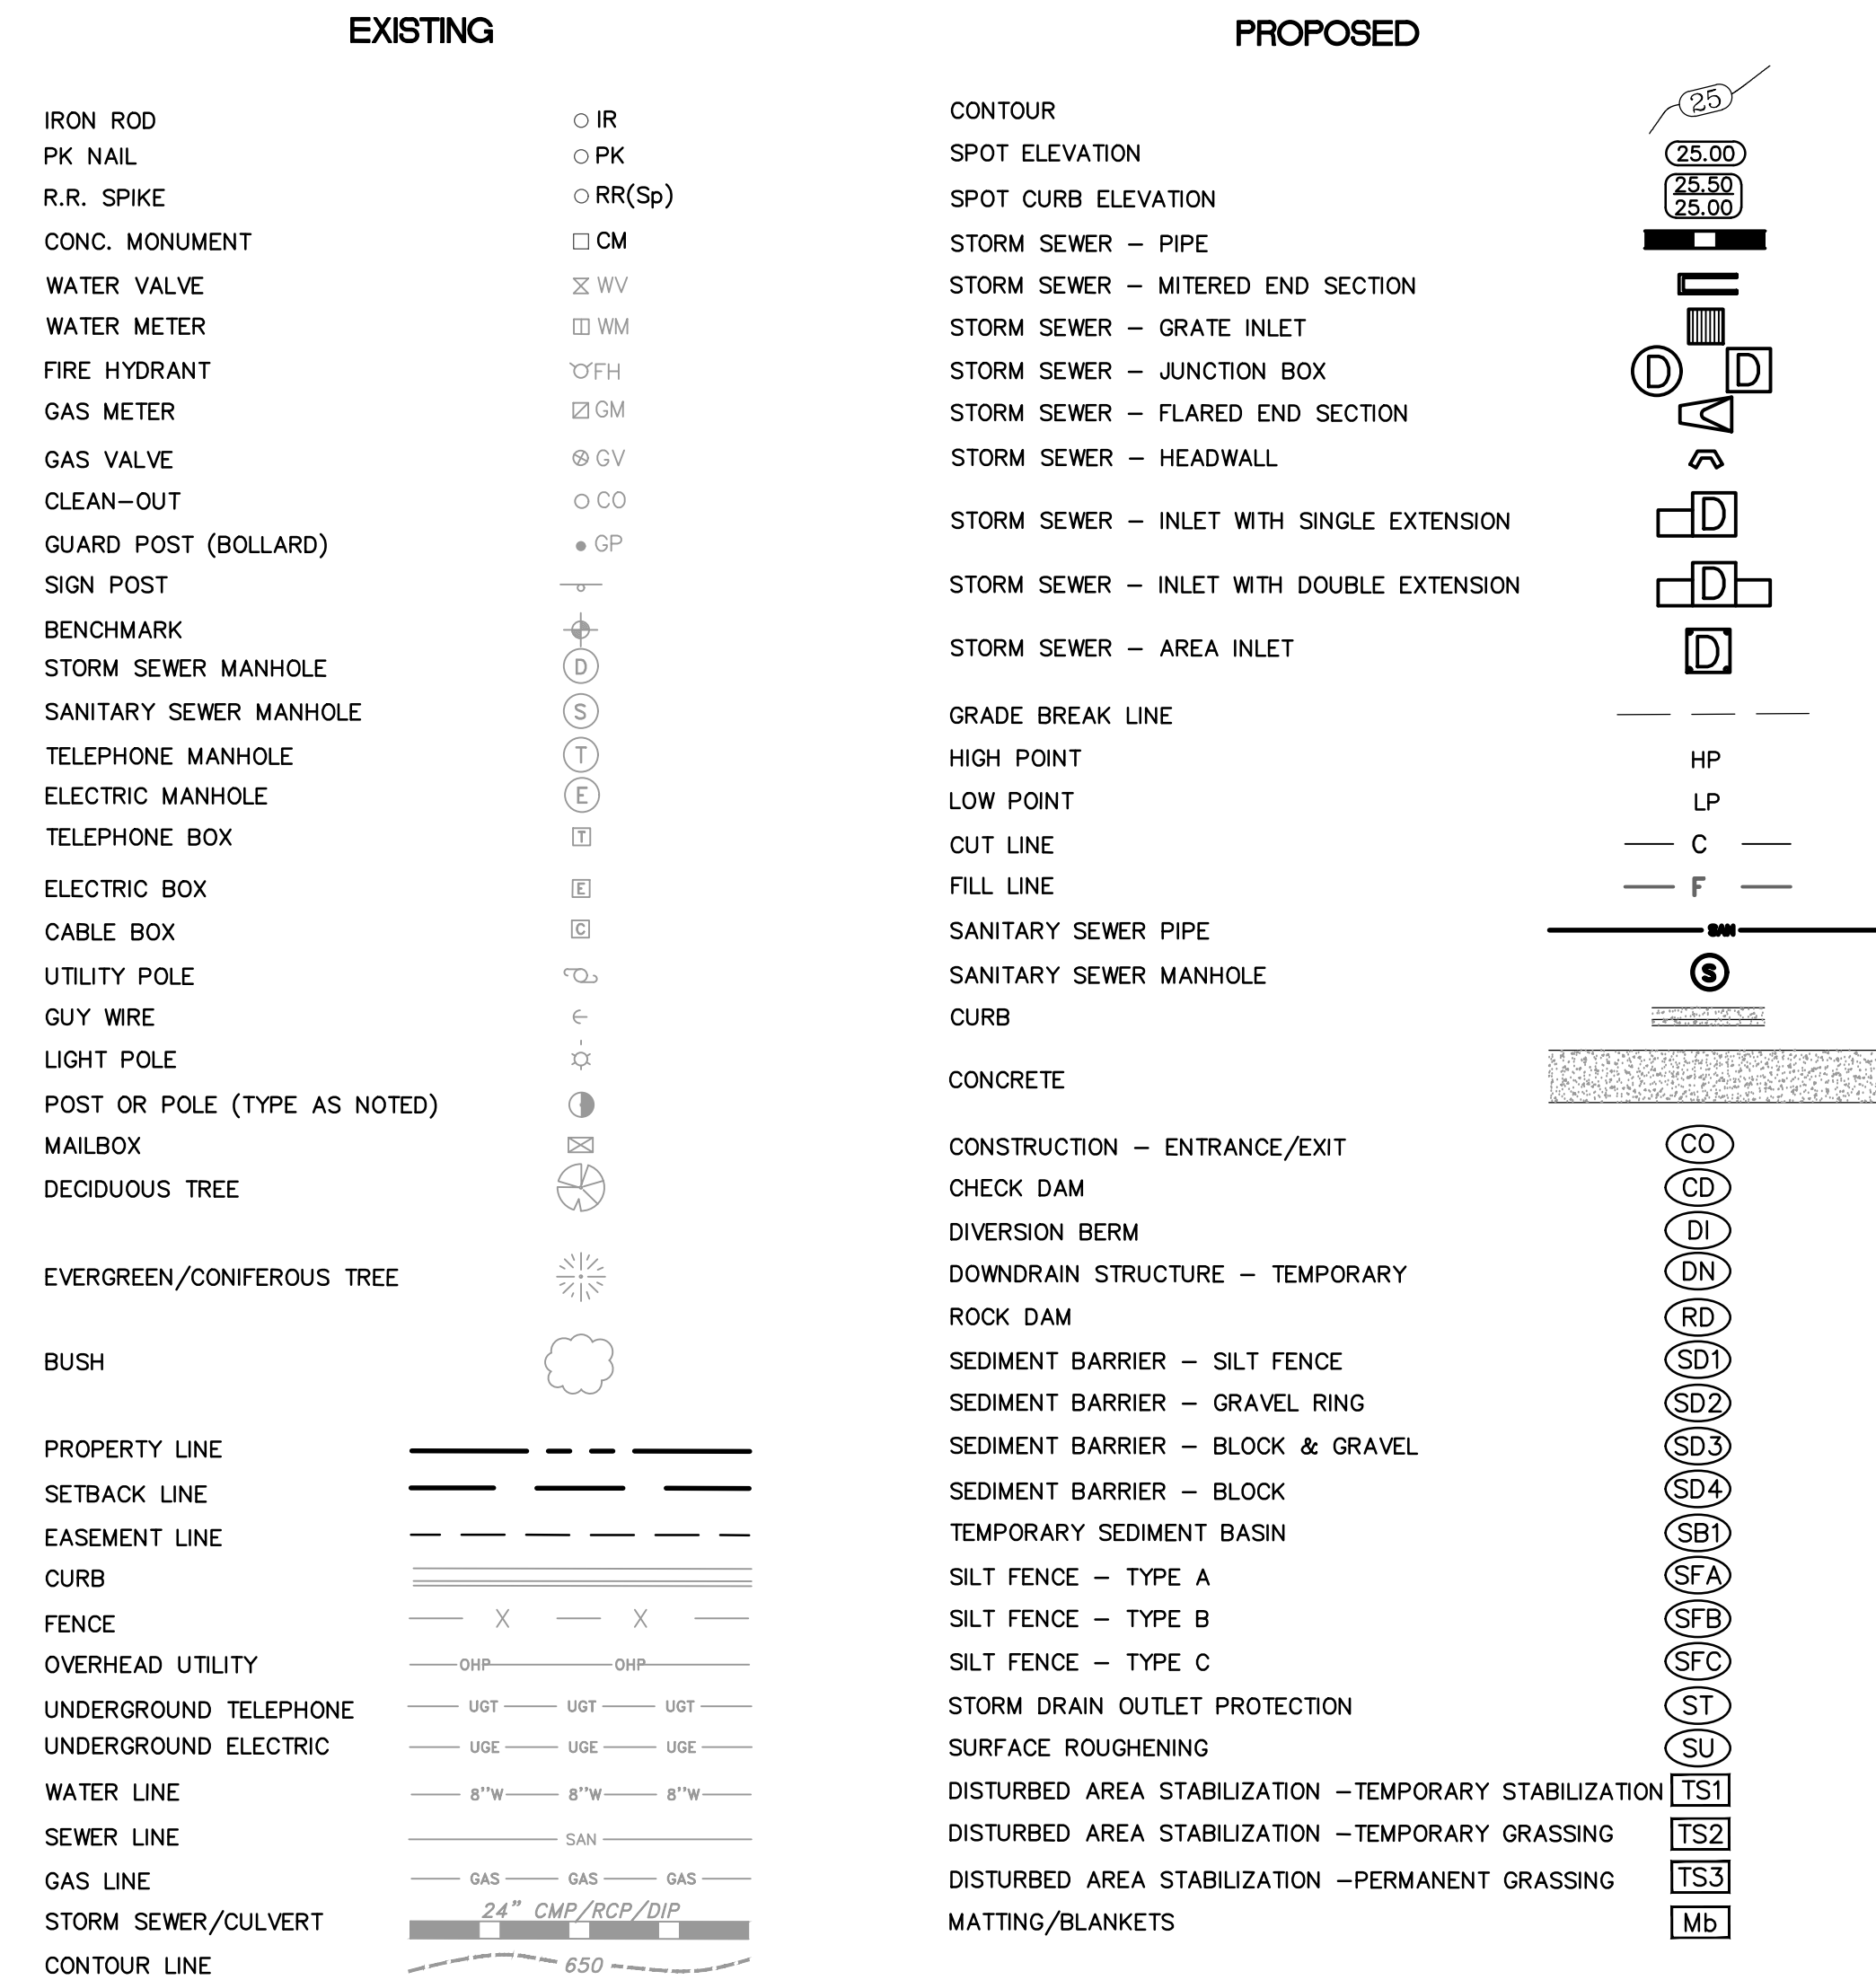 EXISTING
IRON ROD IR
PK NAIL PK
R.R. SPIKE RR(Sp)
CONC. MONUMENT CM
WATER VALVE WV
WATER METER WM
FIRE HYDRANT FH
GAS METER GM
GAS VALVE GV
CLEAN-OUT CO
GUARD POST (BOLLARD) GP
SIGN POST
BENCHMARK
STORM SEWER MANHOLE D
SANITARY SEWER MANHOLE S
TELEPHONE MANHOLE T
ELECTRIC MANHOLE E
TELEPHONE BOX T
ELECTRIC BOX E
CABLE BOX C
UTILITY POLE
GUY WIRE
LIGHT POLE
POST OR POLE (TYPE AS NOTED)
MAILBOX
DECIDUOUS TREE
EVERGREEN/CONIFEROUS TREE
BUSH
PROPERTY LINE
SETBACK LINE
EASEMENT LINE
CURB
FENCE X X
OVERHEAD UTILITY OHP OHP
UNDERGROUND TELEPHONE UGT UGT UGT
UNDERGROUND ELECTRIC UGE UGE UGE
WATER LINE 8''W 8''W 8''W
SEWER LINE SAN
GAS LINE GAS GAS GAS
STORM SEWER/CULVERT 24" CMP/RCP/DIP
CONTOUR LINE 650
PROPOSED
CONTOUR 25
SPOT ELEVATION 25.00
SPOT CURB ELEVATION 25.50
25.00
STORM SEWER – PIPE
STORM SEWER – MITERED END SECTION
STORM SEWER – GRATE INLET
STORM SEWER – JUNCTION BOX D D
STORM SEWER – FLARED END SECTION
STORM SEWER – HEADWALL
STORM SEWER – INLET WITH SINGLE EXTENSION D
STORM SEWER – INLET WITH DOUBLE EXTENSION D
STORM SEWER – AREA INLET D
GRADE BREAK LINE
HIGH POINT HP
LOW POINT LP
CUT LINE C
FILL LINE F
SANITARY SEWER PIPE SAN
SANITARY SEWER MANHOLE S
CURB
CONCRETE
CONSTRUCTION – ENTRANCE/EXIT CO
CHECK DAM CD
DIVERSION BERM DI
DOWNDRAIN STRUCTURE – TEMPORARY DN
ROCK DAM RD
SEDIMENT BARRIER – SILT FENCE SD1
SEDIMENT BARRIER – GRAVEL RING SD2
SEDIMENT BARRIER – BLOCK & GRAVEL SD3
SEDIMENT BARRIER – BLOCK SD4
TEMPORARY SEDIMENT BASIN SB1
SILT FENCE – TYPE A SFA
SILT FENCE – TYPE B SFB
SILT FENCE – TYPE C SFC
STORM DRAIN OUTLET PROTECTION ST
SURFACE ROUGHENING SU
DISTURBED AREA STABILIZATION –TEMPORARY STABILIZATION TS1
DISTURBED AREA STABILIZATION –TEMPORARY GRASSING TS2
DISTURBED AREA STABILIZATION –PERMANENT GRASSING TS3
MATTING/BLANKETS Mb